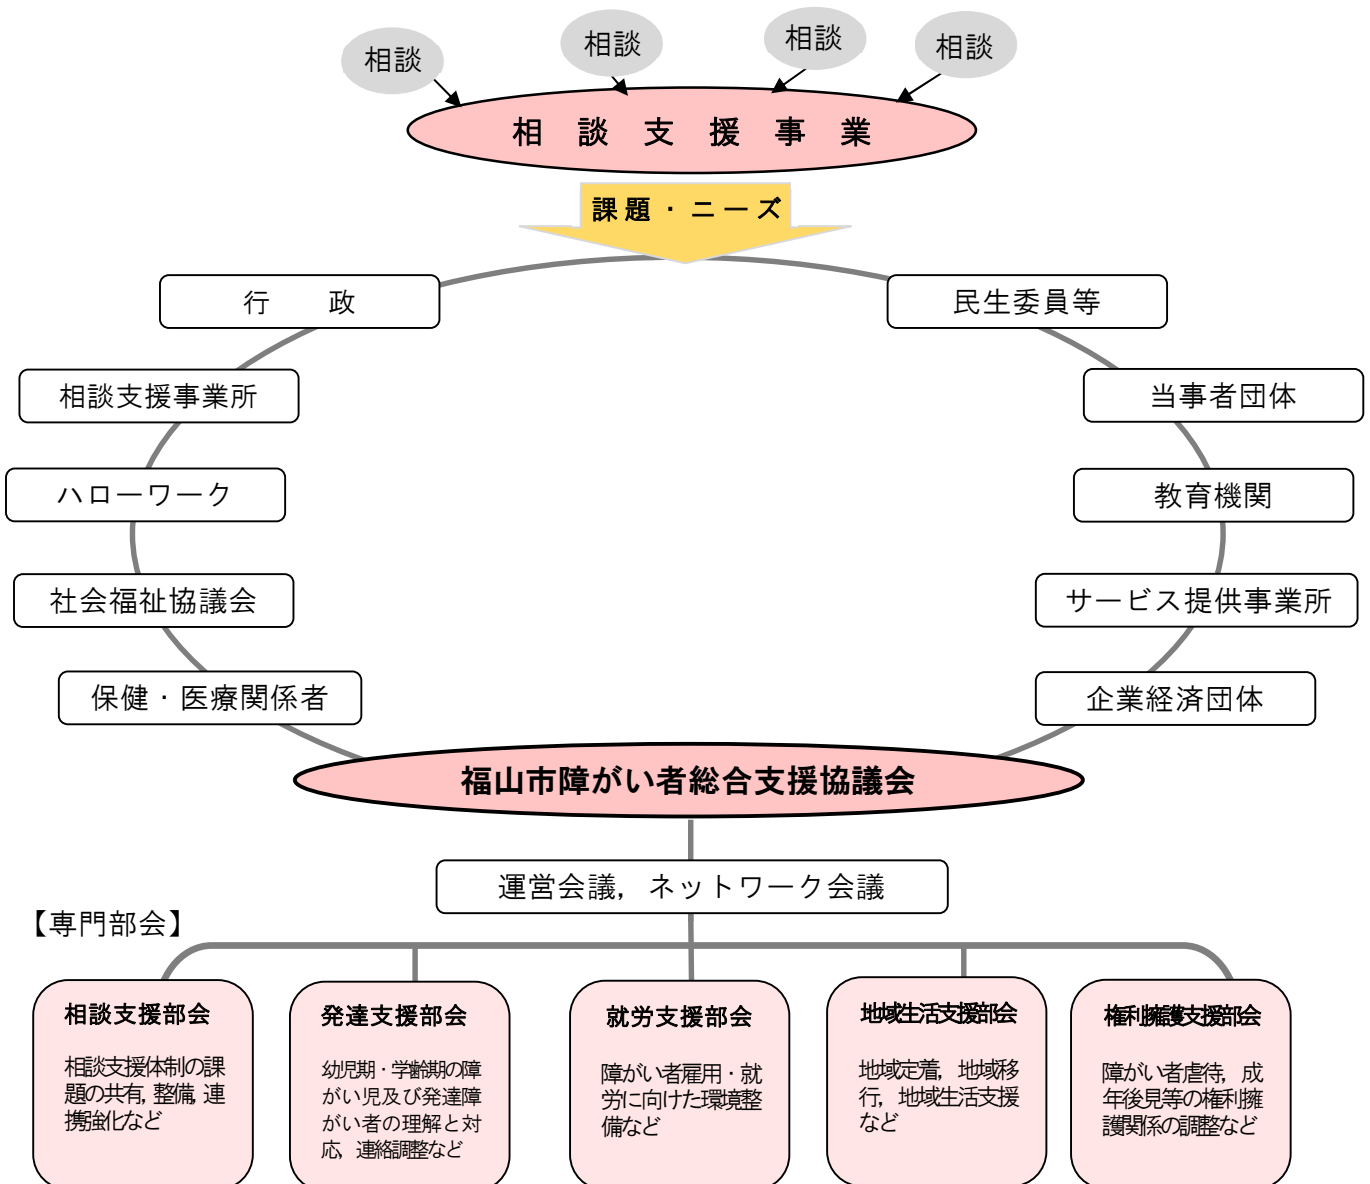 相談
相談
相談
相談
相談支援事業
課題・ニーズ
行　政
民生委員等
相談支援事業所
当事者団体
ハローワーク
教育機関
社会福祉協議会
サービス提供事業所
保健・医療関係者
企業経済団体
福山市障がい者総合支援協議会
運営会議，ネットワーク会議
【専門部会】
相談支援部会
相談支援体制の課
題の共有，整備，連
携強化など
発達支援部会
幼児期・学齢期の障
がい児及び発達障
がい者の理解と対
応，連絡調整など
就労支援部会
障がい者雇用・就
労に向けた環境整
備など
地域生活支援部会
地域定着，地域移
行，地域生活支援
など
権利擁護支援部会
障がい者虐待，成
年後見等の権利擁
護関係の調整など